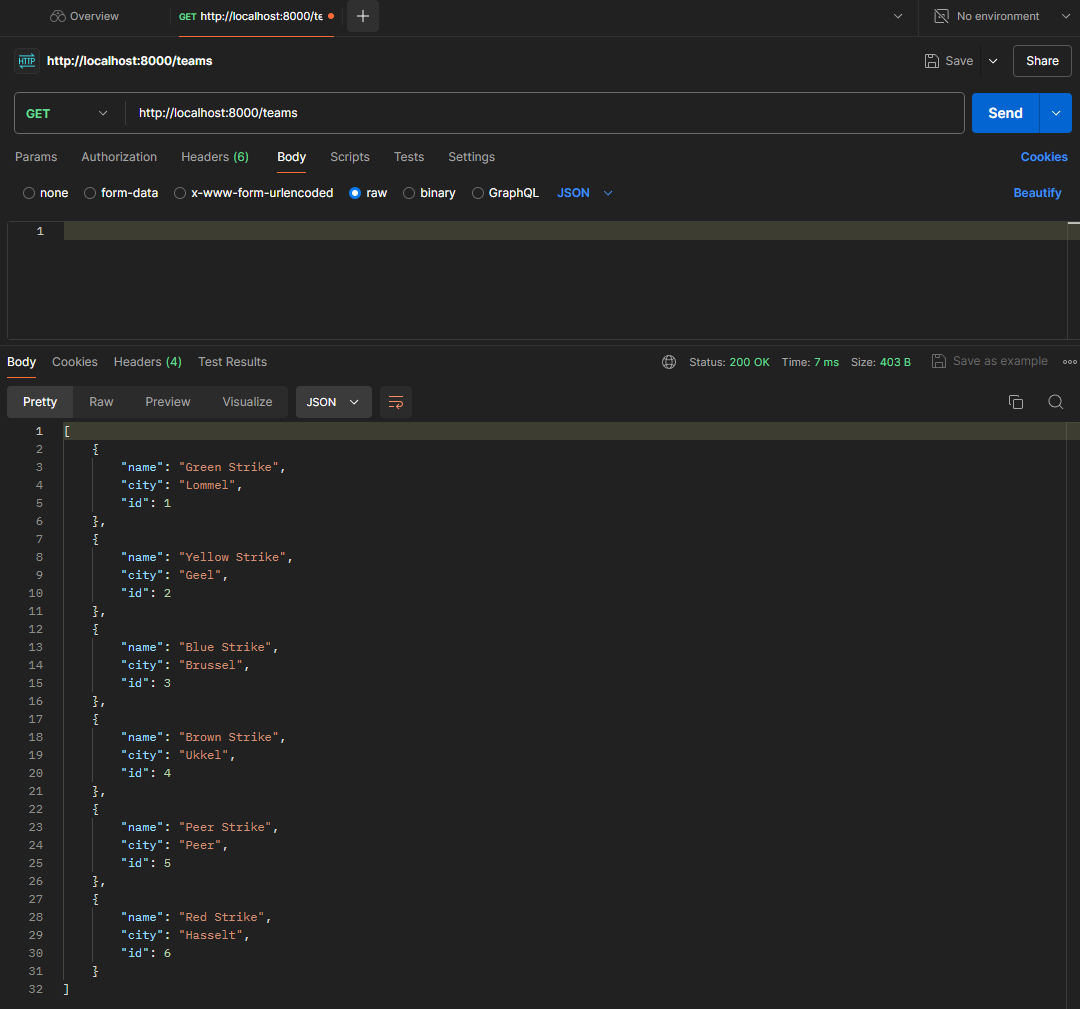 Overview
GET http://localhost:8000/te
No environment
HTTP http://localhost:8000/teams
Save
Share
GET http://localhost:8000/teams
Send
Params Authorization Headers (6) Body Scripts Tests Settings Cookies
none form-data x-www-form-urlencoded raw binary GraphQL JSON Beautify
1
Body Cookies Headers (4) Test Results Status: 200 OK Time: 7 ms Size: 403 B Save as example
Pretty Raw Preview Visualize JSON
1 [
2 {
3 "name": "Green Strike",
4 "city": "Lommel",
5 "id": 1
6 },
7 {
8 "name": "Yellow Strike",
9 "city": "Geel",
10 "id": 2
11 },
12 {
13 "name": "Blue Strike",
14 "city": "Brussel",
15 "id": 3
16 },
17 {
18 "name": "Brown Strike",
19 "city": "Ukkel",
20 "id": 4
21 },
22 {
23 "name": "Peer Strike",
24 "city": "Peer",
25 "id": 5
26 },
27 {
28 "name": "Red Strike",
29 "city": "Hasselt",
30 "id": 6
31 }
32 ]